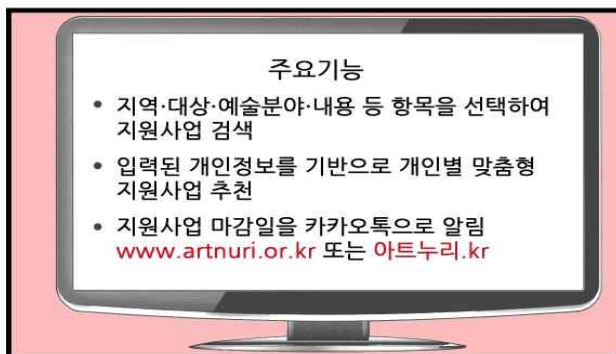 주요기능
• 지역·대상·예술분야·내용 등 항목을 선택하여
지원사업 검색
• 입력된 개인정보를 기반으로 개인별 맞춤형
지원사업 추천
• 지원사업 마감일을 카카오톡으로 알림
www.artnuri.or.kr 또는 아트누리.kr